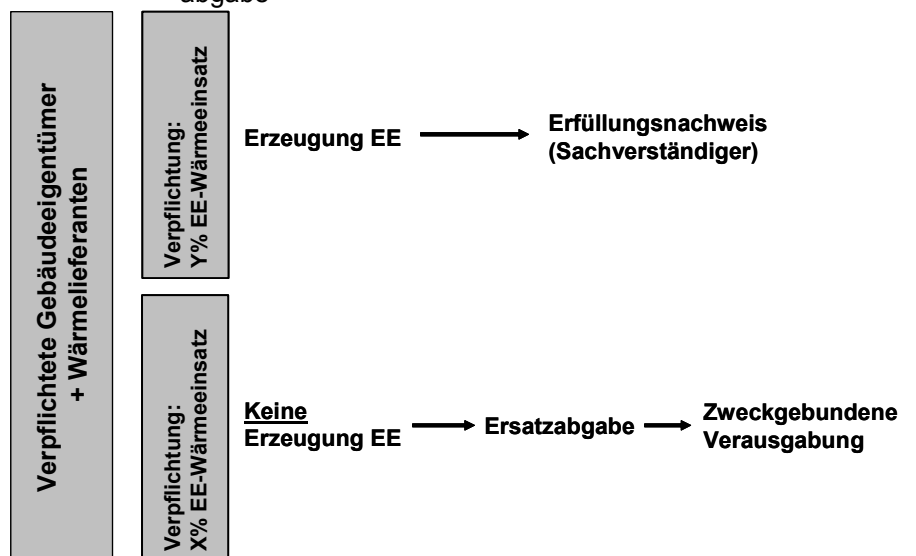 abgabe
Verpflichtete Gebäudeeigentümer
+ Wärmelieferanten
Verpflichtung:
Y% EE-Wärmeeinsatz
Erzeugung EE
Erfüllungsnachweis
(Sachverständiger)
Verpflichtung:
X% EE-Wärmeeinsatz
Keine
Erzeugung EE
Ersatzabgabe
Zweckgebundene
Verausgabung